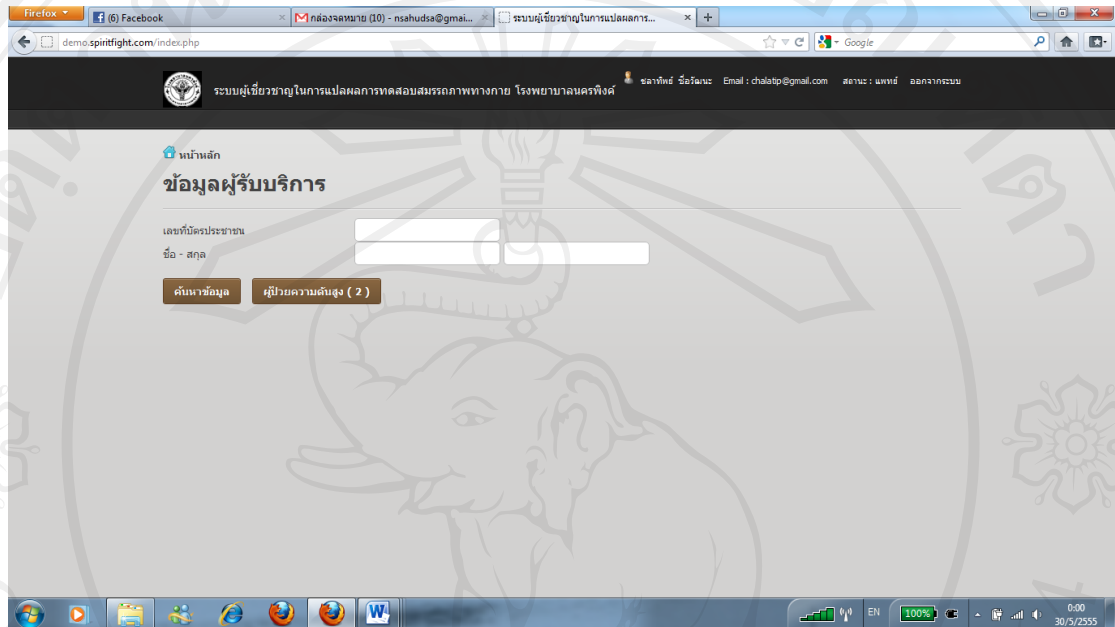 Firefox
(6) Facebook
กล่องจดหมาย (10) - nsahudsa@gmai...
ระบบผู้เชี่ยวชาญในการแปลผลการ...
demo.spiritfight.com/index.php
Google
ระบบผู้เชี่ยวชาญในการแปลผลการทดสอบสมรรถภาพทางกาย โรงพยาบาลนครพิงค์
ชลาทิพย์ ชื่อวัฒนะ Email : chalatip@gmail.com สถานะ : แพทย์ ออกจากระบบ
หน้าหลัก
ข้อมูลผู้รับบริการ
เลขที่บัตรประชาชน
ชื่อ - สกุล
ค้นหาข้อมูล
ผู้ป่วยความดันสูง ( 2 )
EN
100%
0:00
30/5/2555